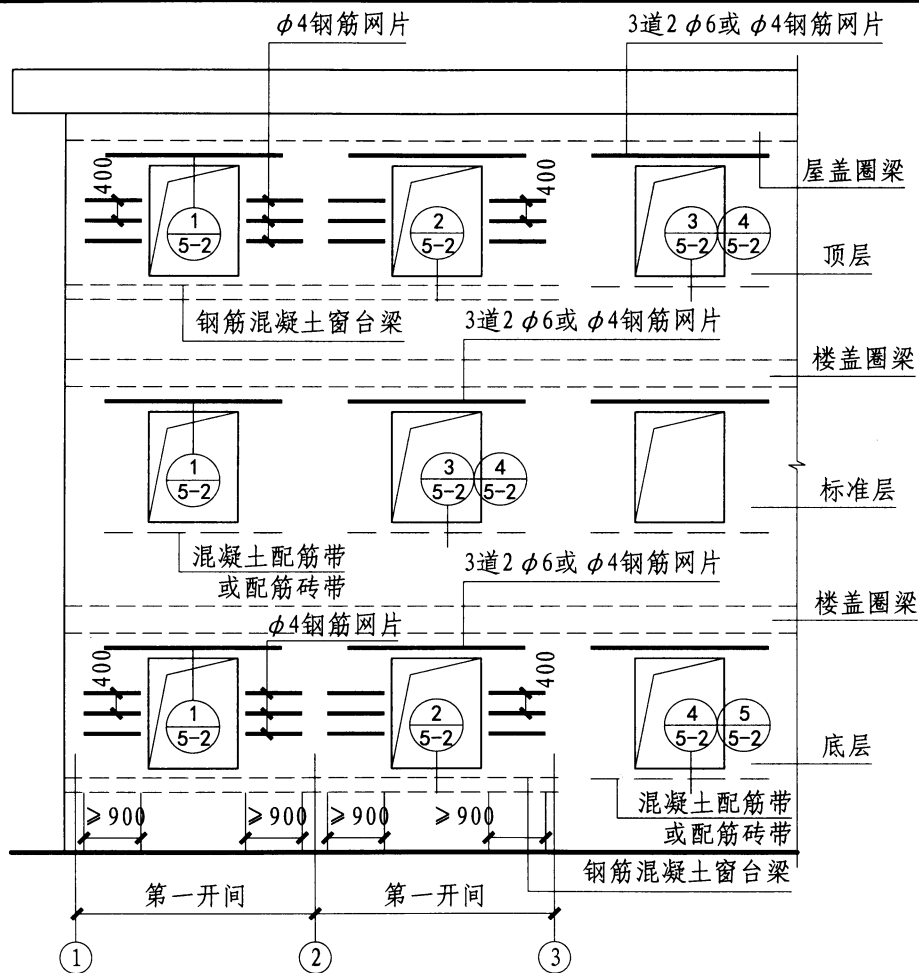 φ4钢筋网片
3道2φ6或φ4钢筋网片
400
400
屋盖圈梁
1
5-2
2
5-2
3
5-2
4
5-2
顶层
钢筋混凝土窗台梁
3道2φ6或φ4钢筋网片
楼盖圈梁
1
5-2
3
5-2
4
5-2
标准层
混凝土配筋带
或配筋砖带
3道2φ6或φ4钢筋网片
楼盖圈梁
φ4钢筋网片
400
400
1
5-2
2
5-2
4
5-2
5
5-2
底层
混凝土配筋带
或配筋砖带
≥900
≥900
≥900
钢筋混凝土窗台梁
第一开间
第一开间
1
2
3